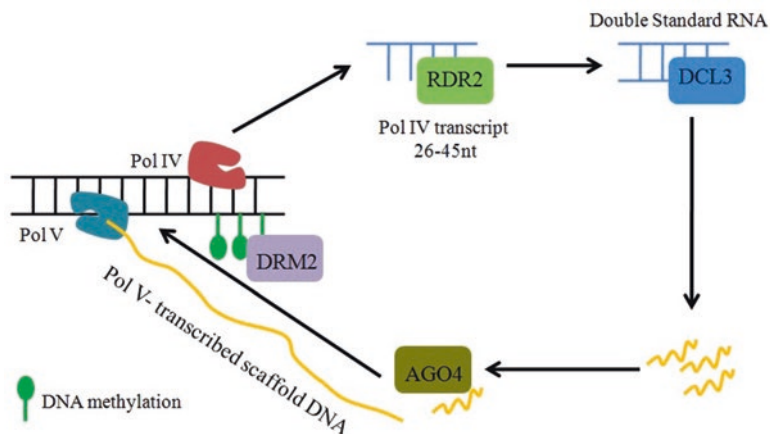 Double Standard RNA
RDR2
DCL3
Pol IV transcript
26-45nt
Pol IV
Pol V
DRM2
Pol V- transcribed scaffold DNA
AGO4
DNA methylation